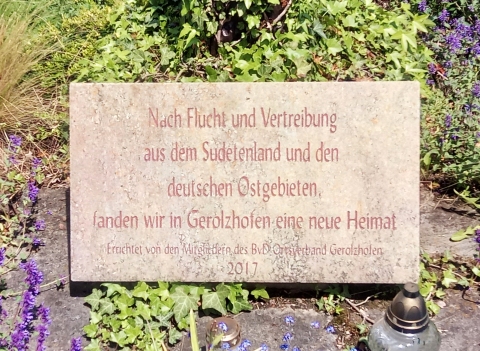 Nach Flucht und Vertreibung
aus dem Sudetenland und den
deutschen Ostgebieten,
fanden wir in Gerolzhofen eine neue Heimat
Errichtet von den Mitgliedern des BvD Ortsverband Gerolzhofen
2017